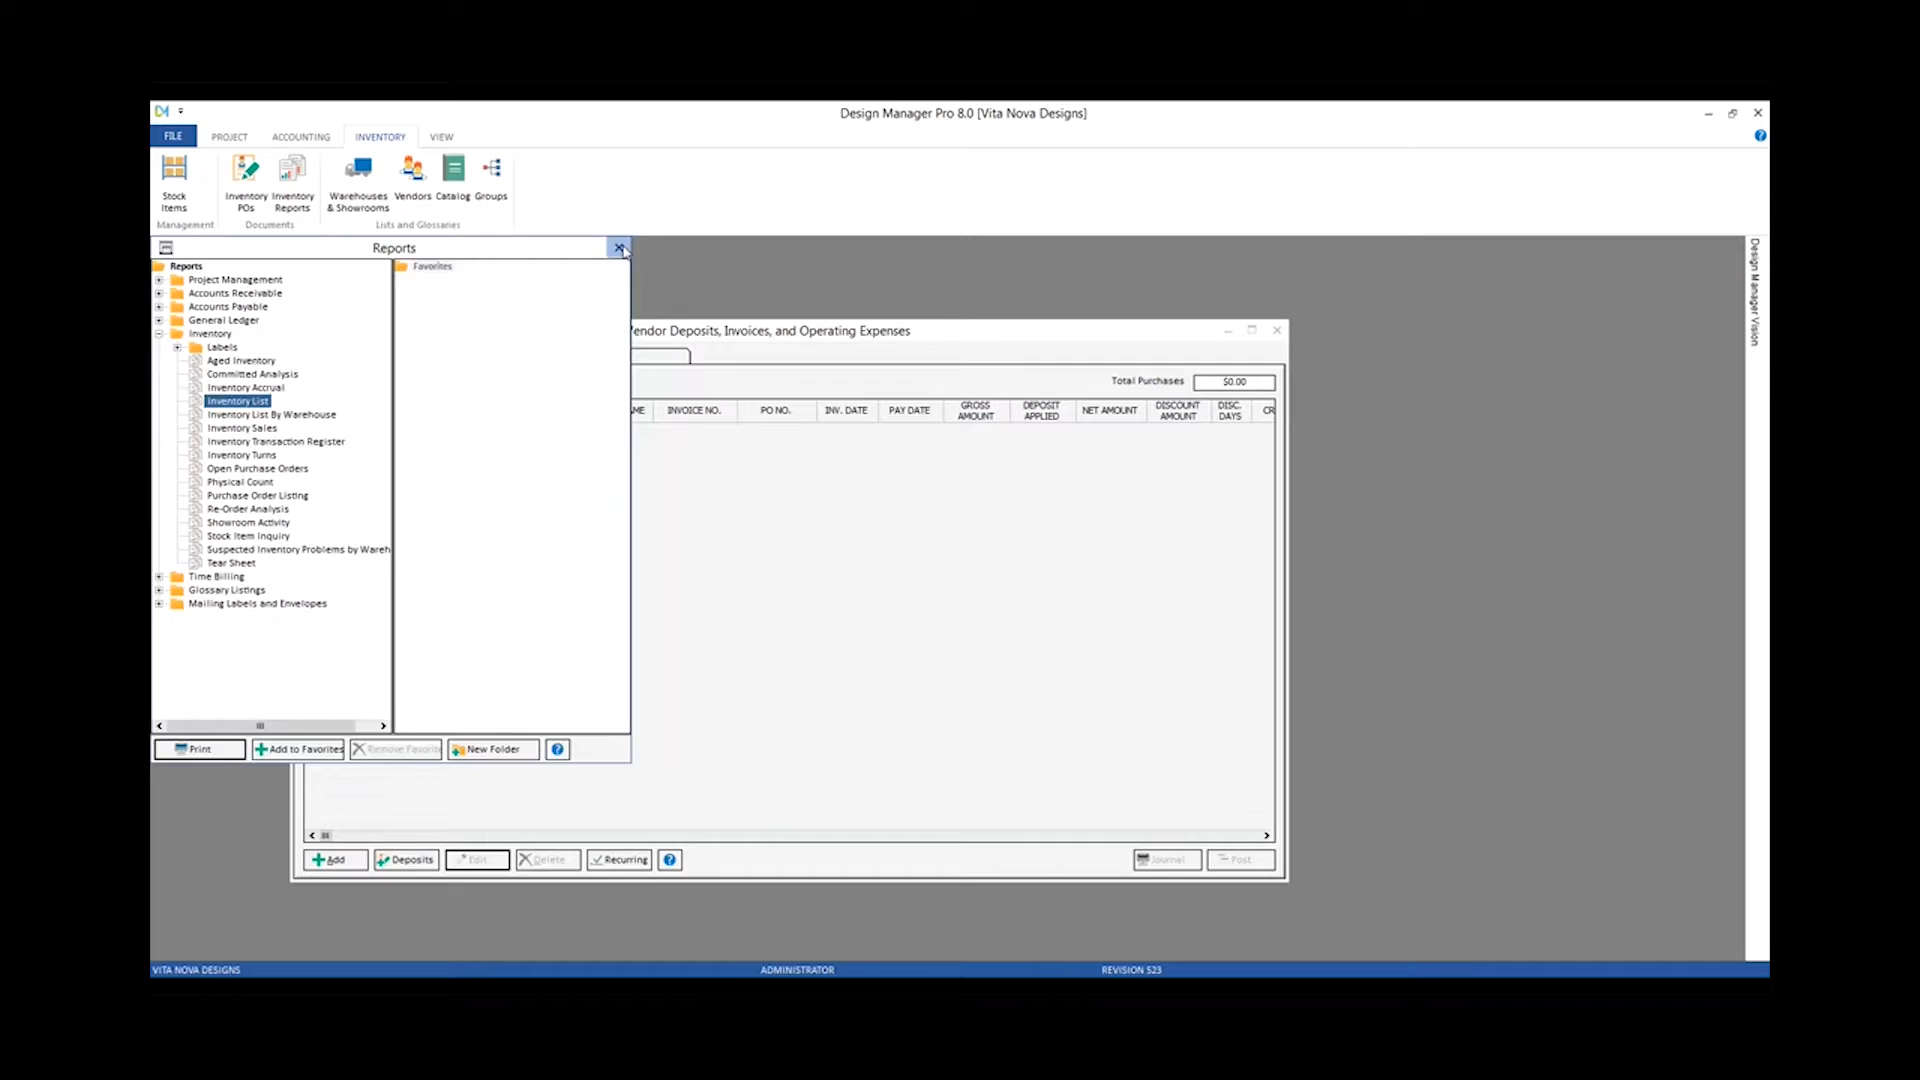 Design Manager Pro 8.0 [Vita Nova Designs]
FILE PROJECT ACCOUNTING INVENTORY VIEW
Stock Items
Inventory POs
Inventory Reports
Warehouses & Showrooms
Vendors
Catalog
Groups
Management Documents Lists and Glossaries
Reports
Design Manager Vision
Reports
Project Management
Accounts Receivable
Accounts Payable
General Ledger
Inventory
Labels
Aged Inventory
Committed Analysis
Inventory Accrual
Inventory List
Inventory List By Warehouse
Inventory Sales
Inventory Transaction Register
Inventory Turns
Open Purchase Orders
Physical Count
Purchase Order Listing
Re-Order Analysis
Showroom Activity
Stock Item Inquiry
Suspected Inventory Problems by Wareh
Tear Sheet
Time Billing
Glossary Listings
Mailing Labels and Envelopes
Favorites
Print Add to Favorites Remove Favorit New Folder
Vendor Deposits, Invoices, and Operating Expenses
Total Purchases $0.00
ME INVOICE NO. PO NO. INV. DATE PAY DATE GROSS AMOUNT DEPOSIT APPLIED NET AMOUNT DISCOUNT AMOUNT DISC. DAYS CR
Add Deposits Edit Delete Recurring Journal Post
VITA NOVA DESIGNS ADMINISTRATOR REVISION 523